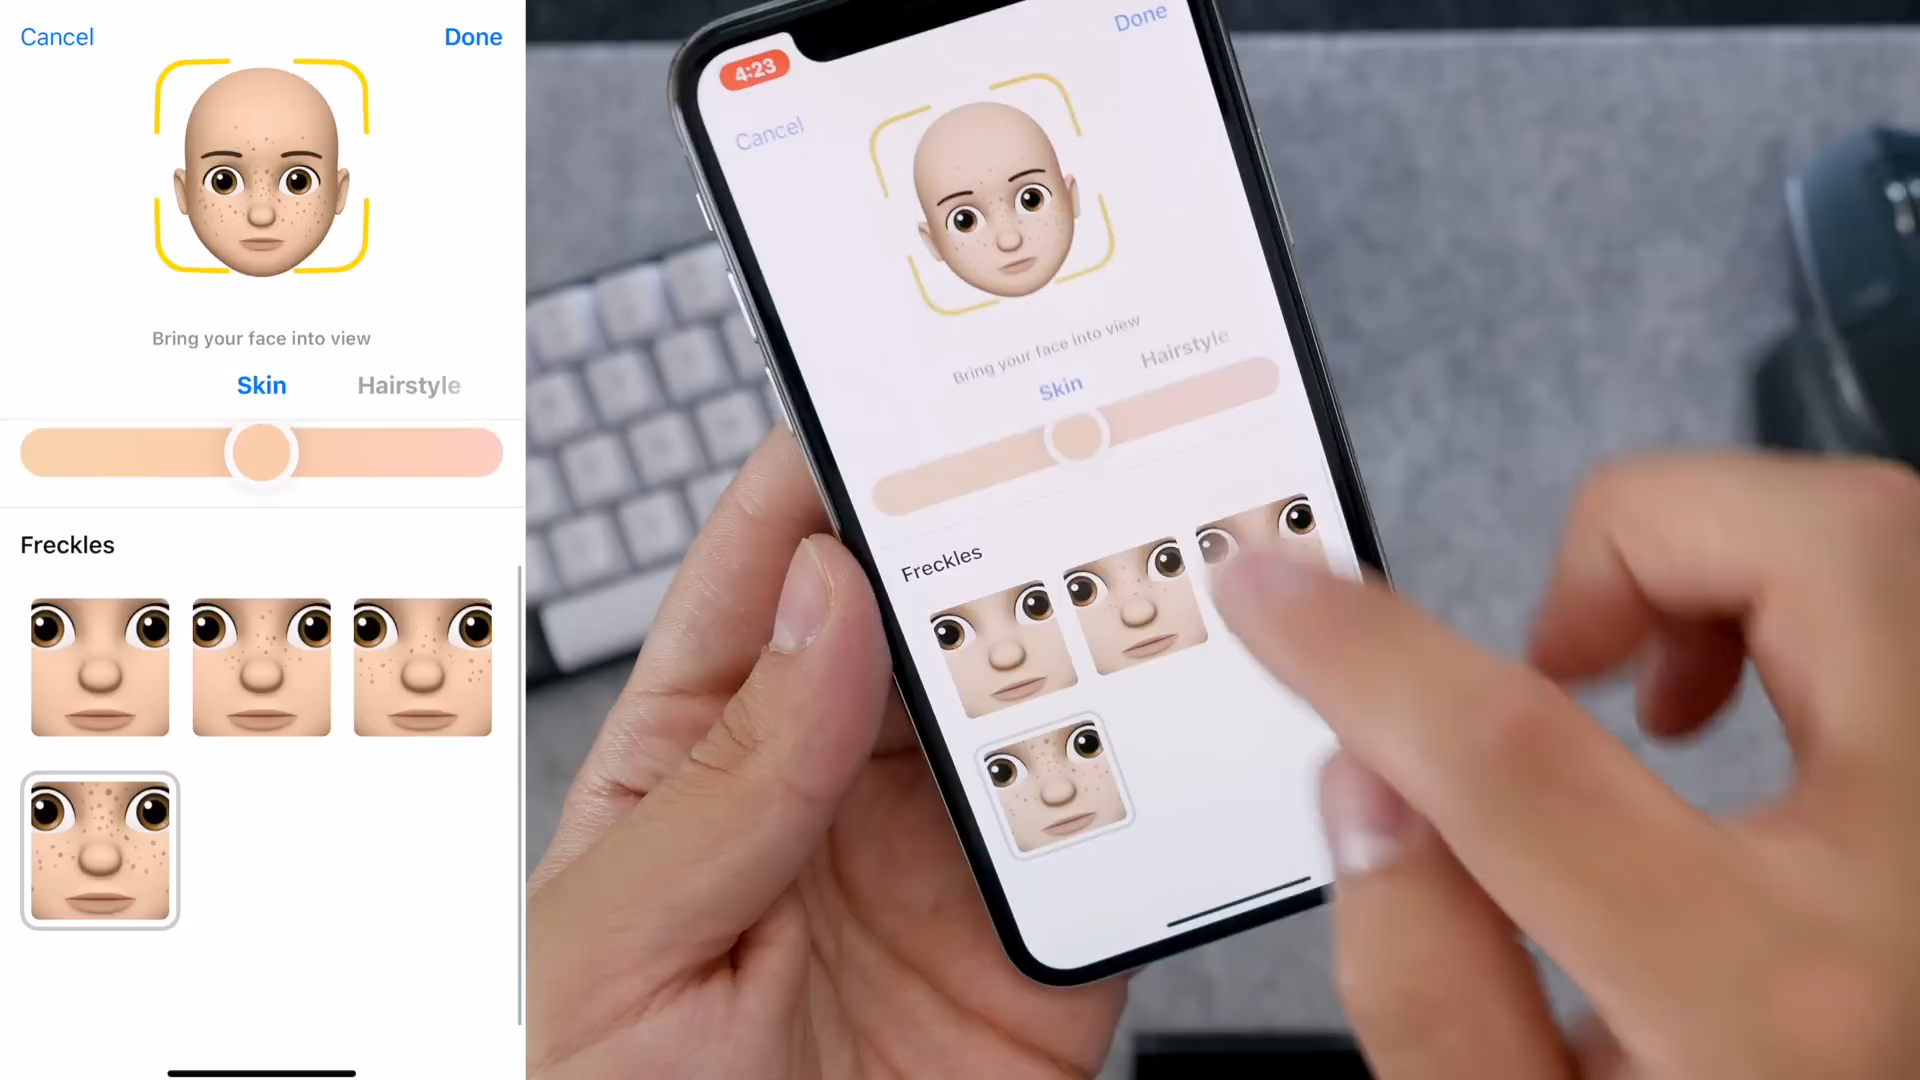 Cancel
Done
Bring your face into view
Skin
Hairstyle
Freckles
4:23
Done
Cancel
Bring your face into view
Skin
Hairstyle
Freckles